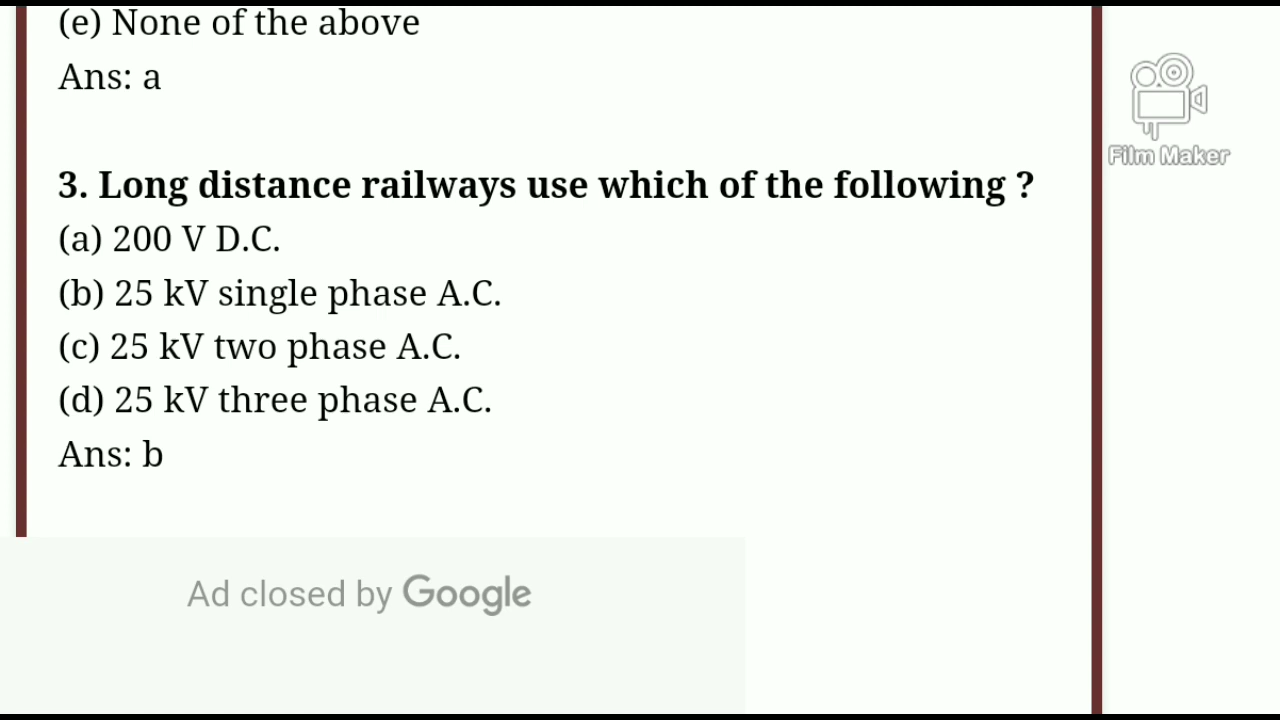 (e) None of the above
Ans: a
3. Long distance railways use which of the following ?
(a) 200 V D.C.
(b) 25 kV single phase A.C.
(c) 25 kV two phase A.C.
(d) 25 kV three phase A.C.
Ans: b
Ad closed by Google
Film Maker